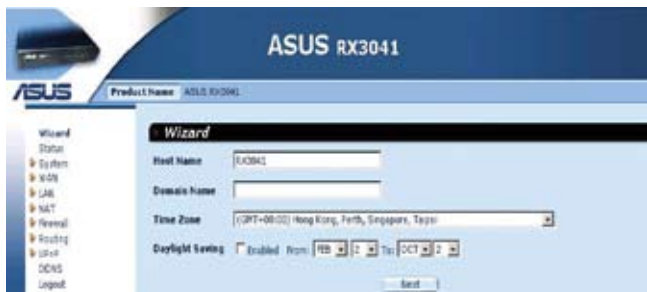 ASUS RX3041
ASUS
Product Name ASUS RX3041
Wizard
Status
System
WAN
LAN
NAT
Firewall
Routing
UPnP
DDNS
Logout
Wizard
Host Name RX3041
Domain Name
Time Zone (GMT+08:00) Hong Kong, Perth, Singapore, Taipei
Daylight Saving Enabled From: FEB 2 To: OCT 2
Next